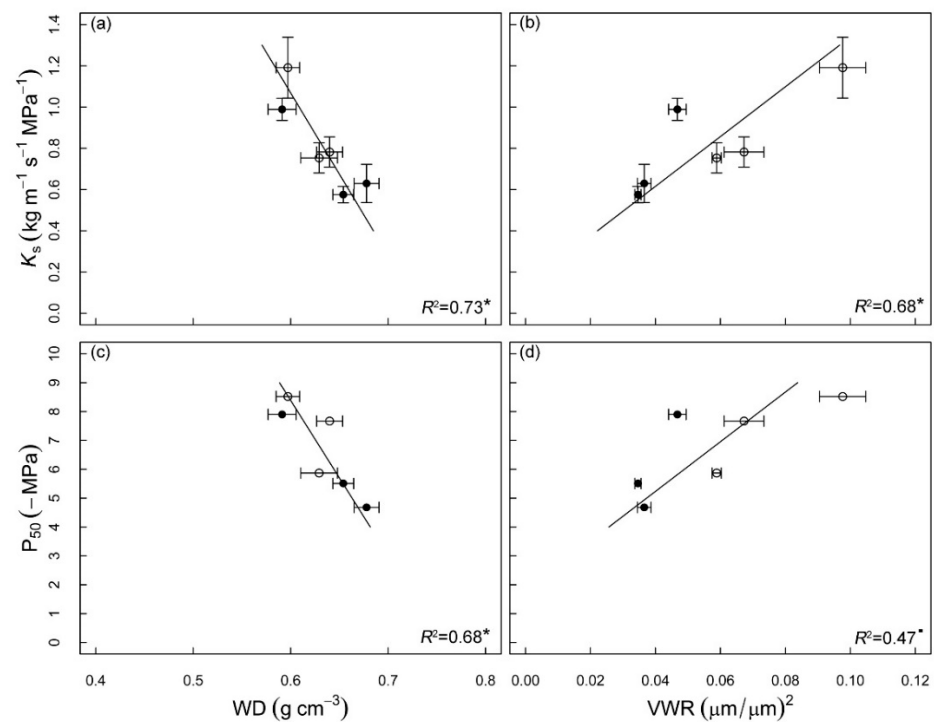 (a)
(b)
1.4
1.2
1.0
0.8
0.6
0.4
0.2
0.0
Kₛ (kg m⁻¹ s⁻¹ MPa⁻¹)
R²=0.73*
R²=0.68*
(c)
(d)
10
9
8
7
6
5
4
3
2
1
0
P₅₀ (−MPa)
R²=0.68*
R²=0.47▪
0.4 0.6 0.7 0.8
0.00 0.02 0.04 0.06 0.08 0.10 0.12
WD (g cm⁻³)
VWR (μm/μm)²